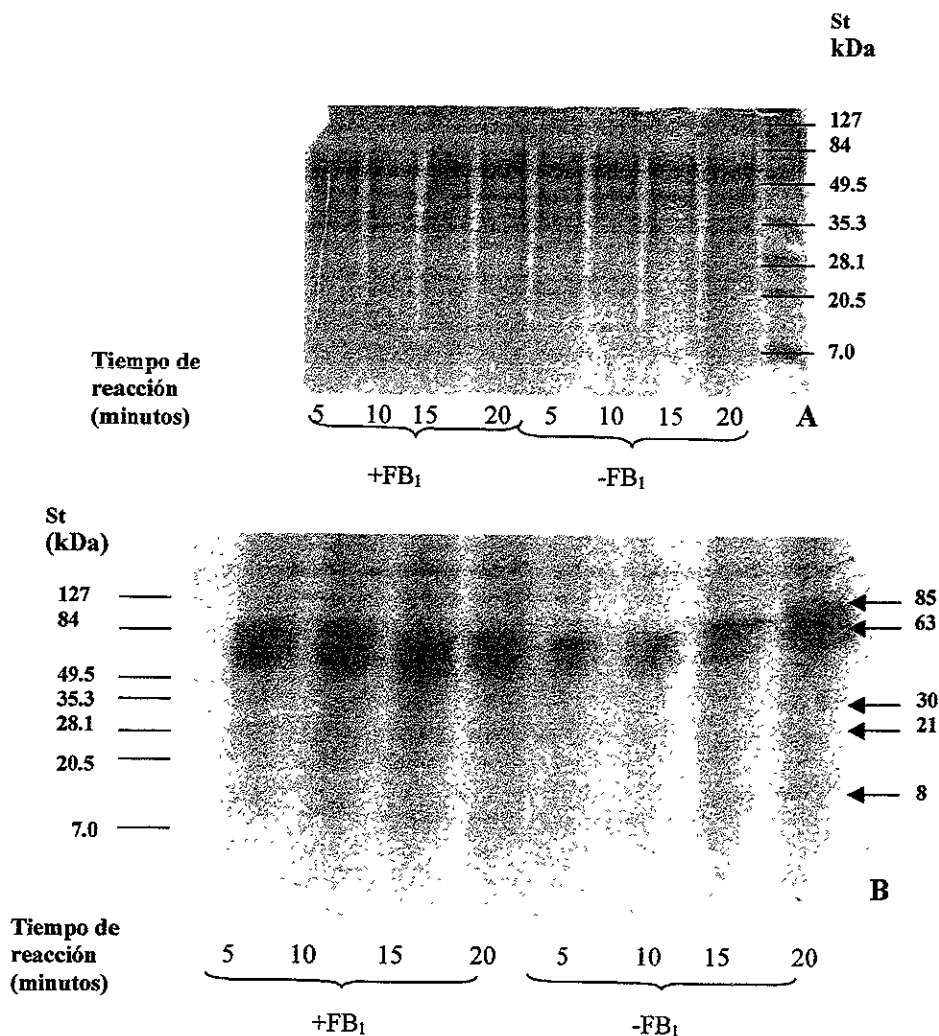 St
kDa
127
84
49.5
35.3
28.1
20.5
7.0
Tiempo de
reacción
(minutos)
5 10 15 20 5 10 15 20
A
+FB₁ -FB₁
St
(kDa)
127
84
49.5
35.3
28.1
20.5
7.0
85
63
30
21
8
B
Tiempo de
reacción
(minutos)
5 10 15 20 5 10 15 20
+FB₁ -FB₁